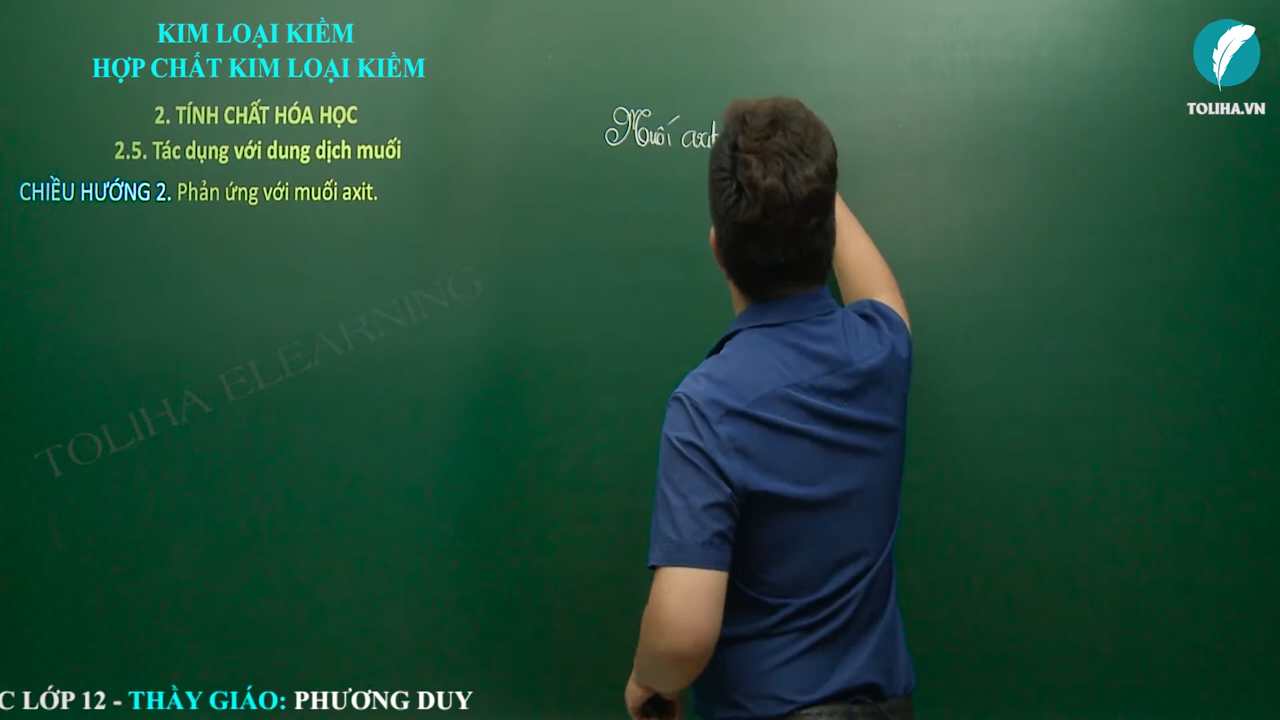 KIM LOẠI KIỀM
HỢP CHẤT KIM LOẠI KIỀM
2. TÍNH CHẤT HÓA HỌC
2.5. Tác dụng với dung dịch muối
CHIỀU HƯỚNG 2. Phản ứng với muối axit.
Muối axit
TOLIHA.VN
TOLIHA ELEARNING
C LỚP 12 - THẦY GIÁO: PHƯƠNG DUY